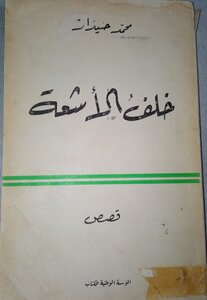 محمد حيدار
خلف الأشعة
قصص
المؤسسة الوطنية للكتاب